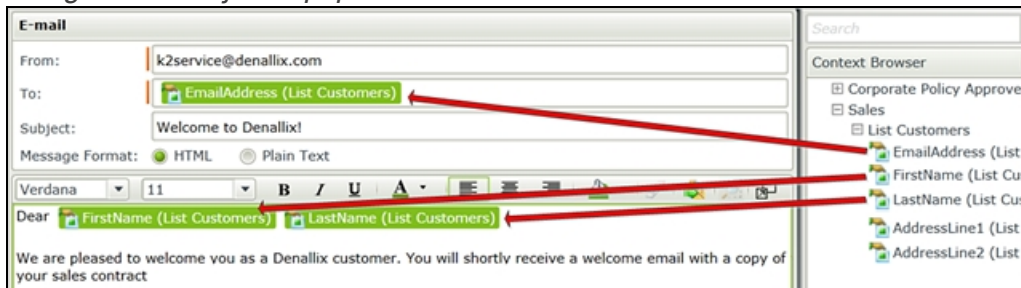 E-mail
From: k2service@denallix.com
To: EmailAddress (List Customers)
Subject: Welcome to Denallix!
Message Format: HTML Plain Text
Verdana 11 B I U A
Dear FirstName (List Customers) LastName (List Customers)
We are pleased to welcome you as a Denallix customer. You will shortly receive a welcome email with a copy of
your sales contract
Search
Context Browser
Corporate Policy Approve
Sales
List Customers
EmailAddress (List
FirstName (List Cu
LastName (List Cus
AddressLine1 (List
AddressLine2 (List